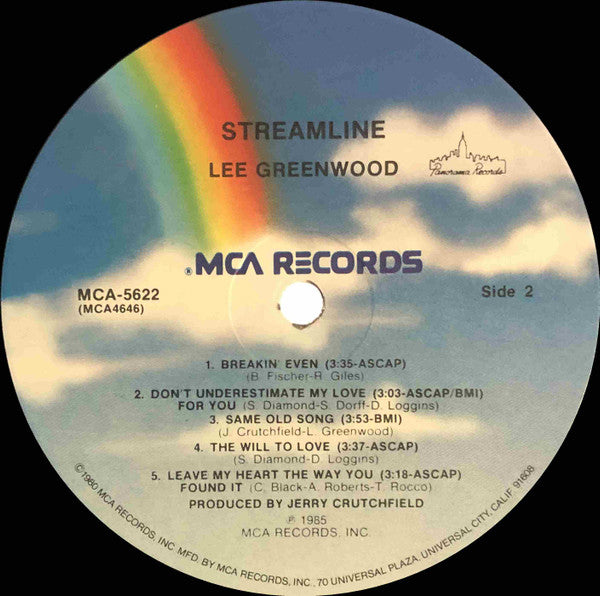 STREAMLINE
LEE GREENWOOD
Panorama Records
® MCA RECORDS
MCA-5622
(MCA4646)
Side 2
1. BREAKIN' EVEN (3:35-ASCAP)
(B. Fischer-R. Giles)
2. DON'T UNDERESTIMATE MY LOVE (3:03-ASCAP/BMI)
FOR YOU (S. Diamond-S. Dorff-D. Loggins)
3. SAME OLD SONG (3:53-BMI)
(J. Crutchfield-L. Greenwood)
4. THE WILL TO LOVE (3:37-ASCAP)
(S. Diamond-D. Loggins)
5. LEAVE MY HEART THE WAY YOU (3:18-ASCAP)
FOUND IT (C. Black-A. Roberts-T. Rocco)
PRODUCED BY JERRY CRUTCHFIELD
℗ 1985
MCA RECORDS, INC.
©1980 MCA RECORDS, INC. MFD. BY MCA RECORDS, INC., 70 UNIVERSAL PLAZA, UNIVERSAL CITY, CALIF. 91608